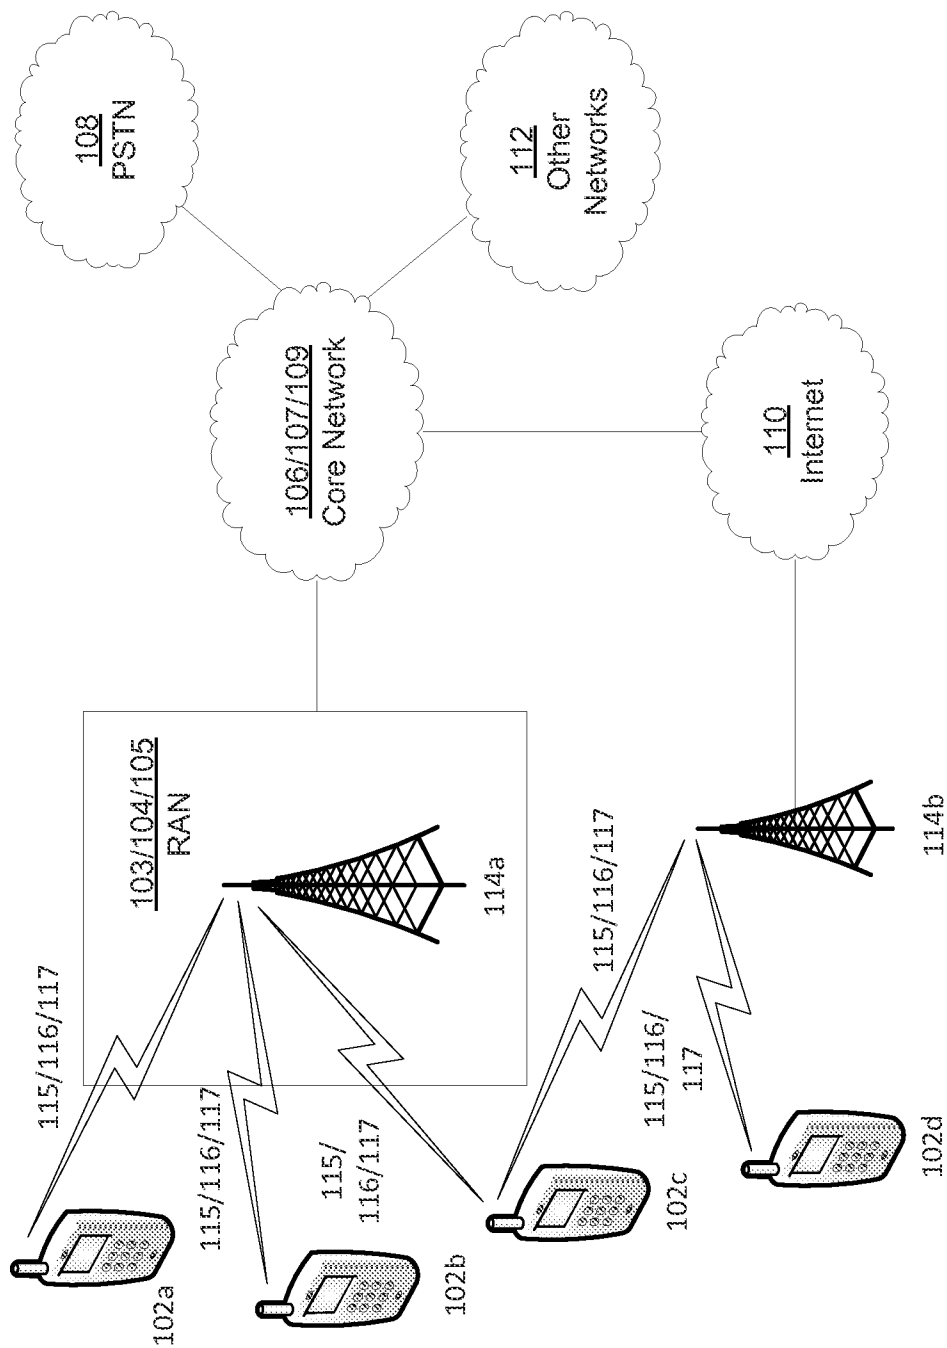 108
PSTN
112
Other
Networks
106/107/109
Core Network
110
Internet
103/104/105
RAN
114a
114b
115/116/117
115/116/117
115/
116/117
115/116/117
115/116/
117
102a
102b
102c
102d